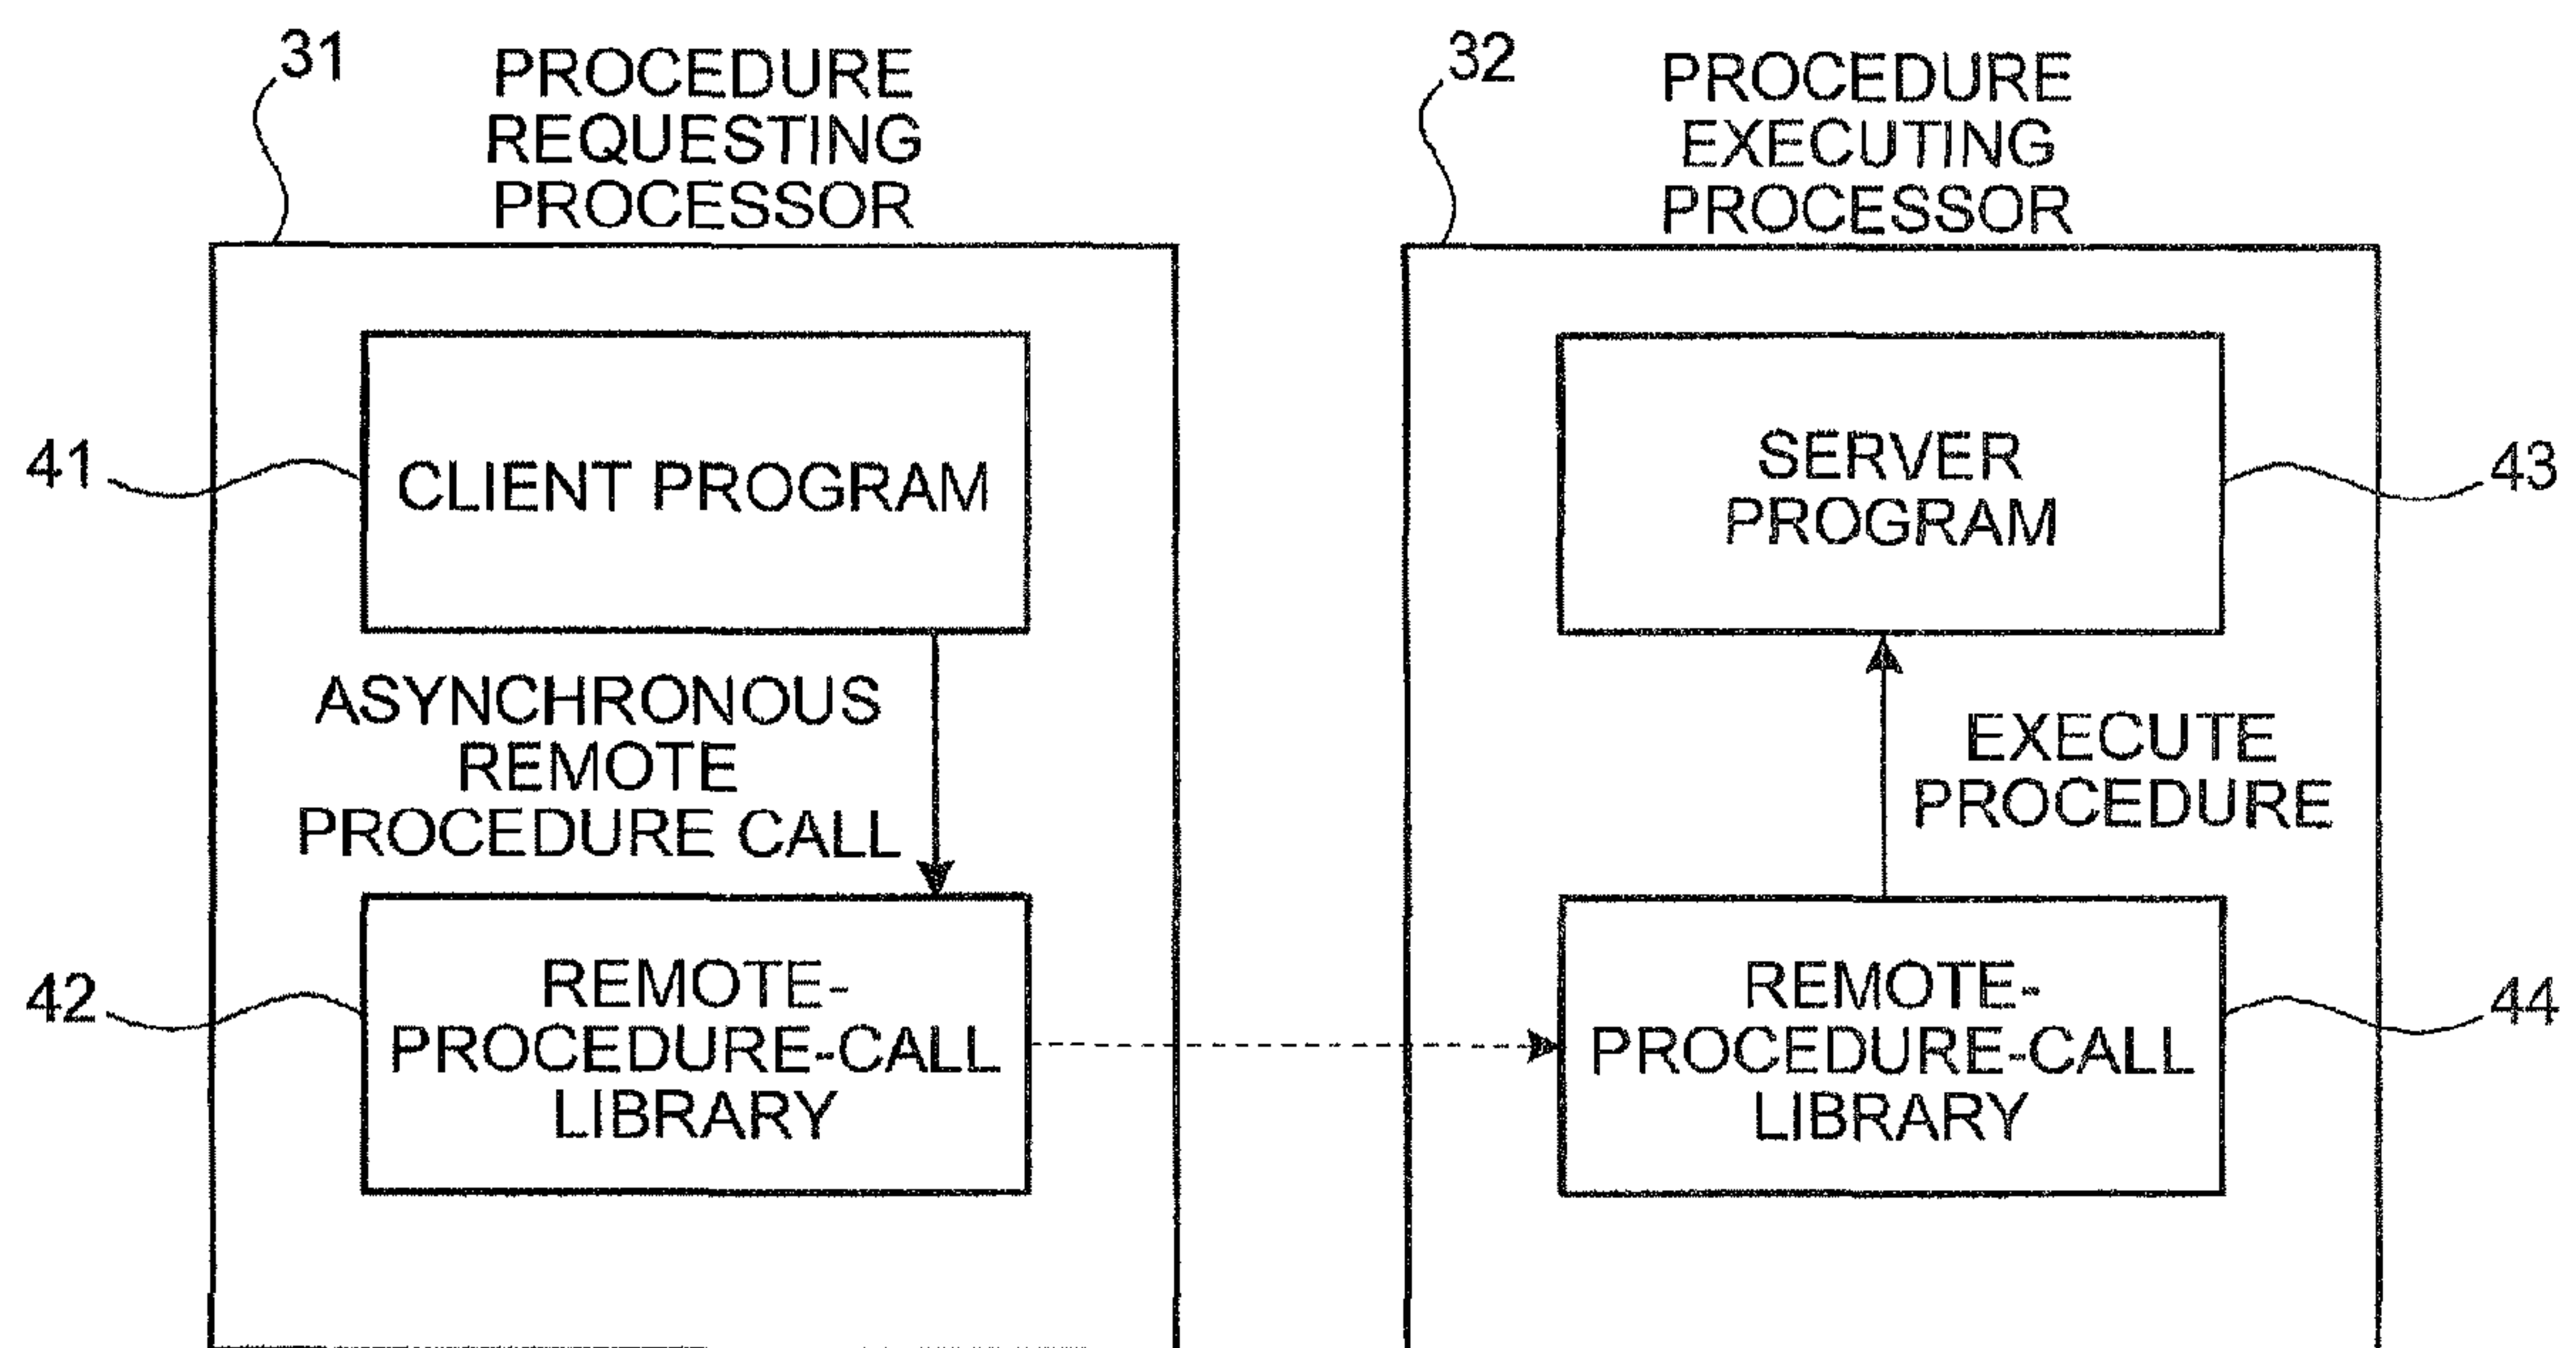 31
PROCEDURE
REQUESTING
PROCESSOR
32
PROCEDURE
EXECUTING
PROCESSOR
41
CLIENT PROGRAM
SERVER
PROGRAM
43
ASYNCHRONOUS
REMOTE
PROCEDURE CALL
EXECUTE
PROCEDURE
42
REMOTE-
PROCEDURE-CALL
LIBRARY
REMOTE-
PROCEDURE-CALL
LIBRARY
44